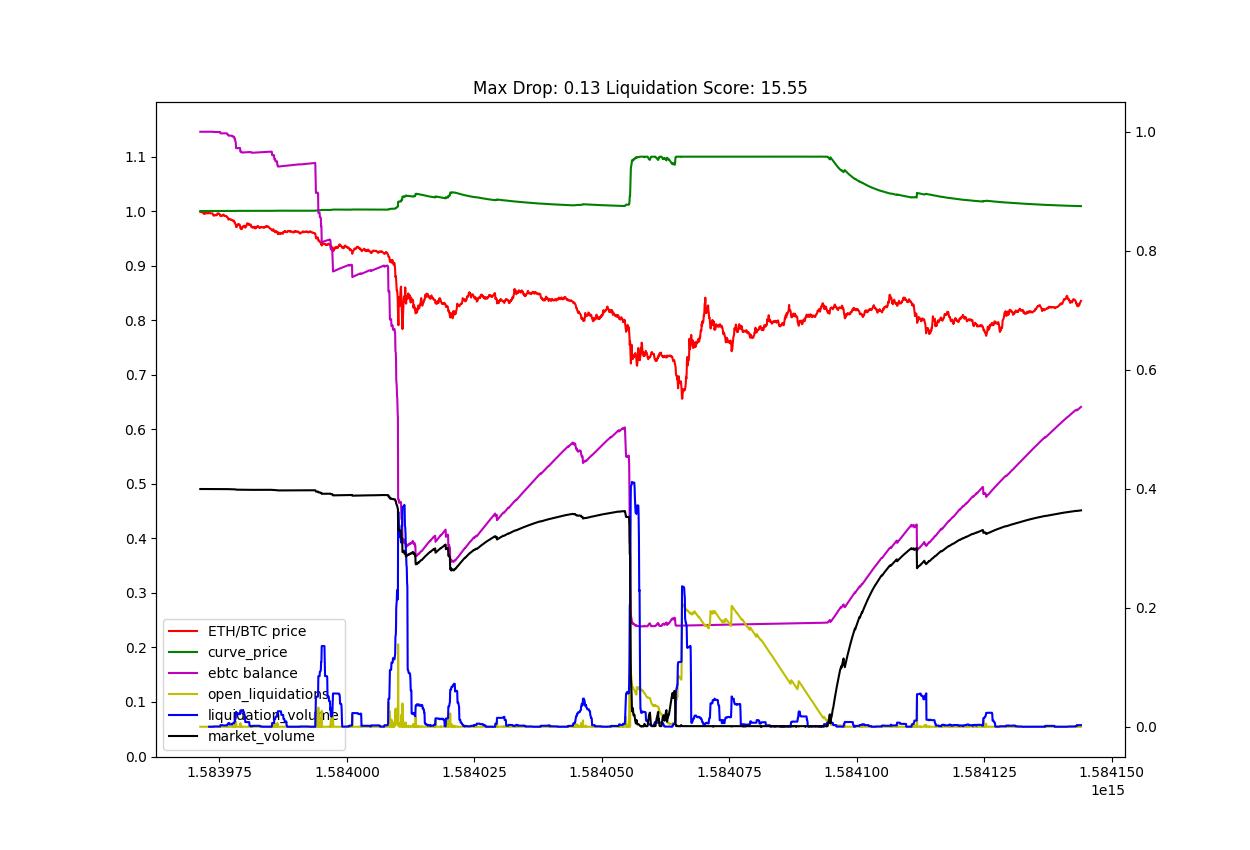 Max Drop: 0.13 Liquidation Score: 15.55
1.1
1.0
0.9
0.8
0.7
0.6
0.5
0.4
0.3
0.2
0.1
0.0
1.0
0.8
0.6
0.4
0.2
0.0
ETH/BTC price
curve_price
ebtc balance
open_liquidations
liquidation_volume
market_volume
1.583975 1.584000 1.584025 1.584050 1.584075 1.584100 1.584125 1.584150
1e15